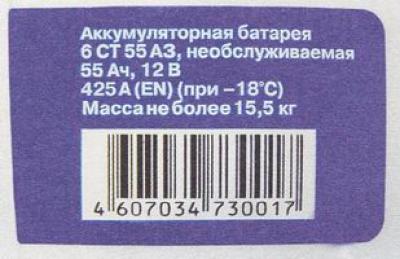 Аккумуляторная батарея
6 СТ 55 АЗ, необслуживаемая
55 Ач, 12 В
425 А (EN) (при –18°С)
Масса не более 15,5 кг
4 607034 730017